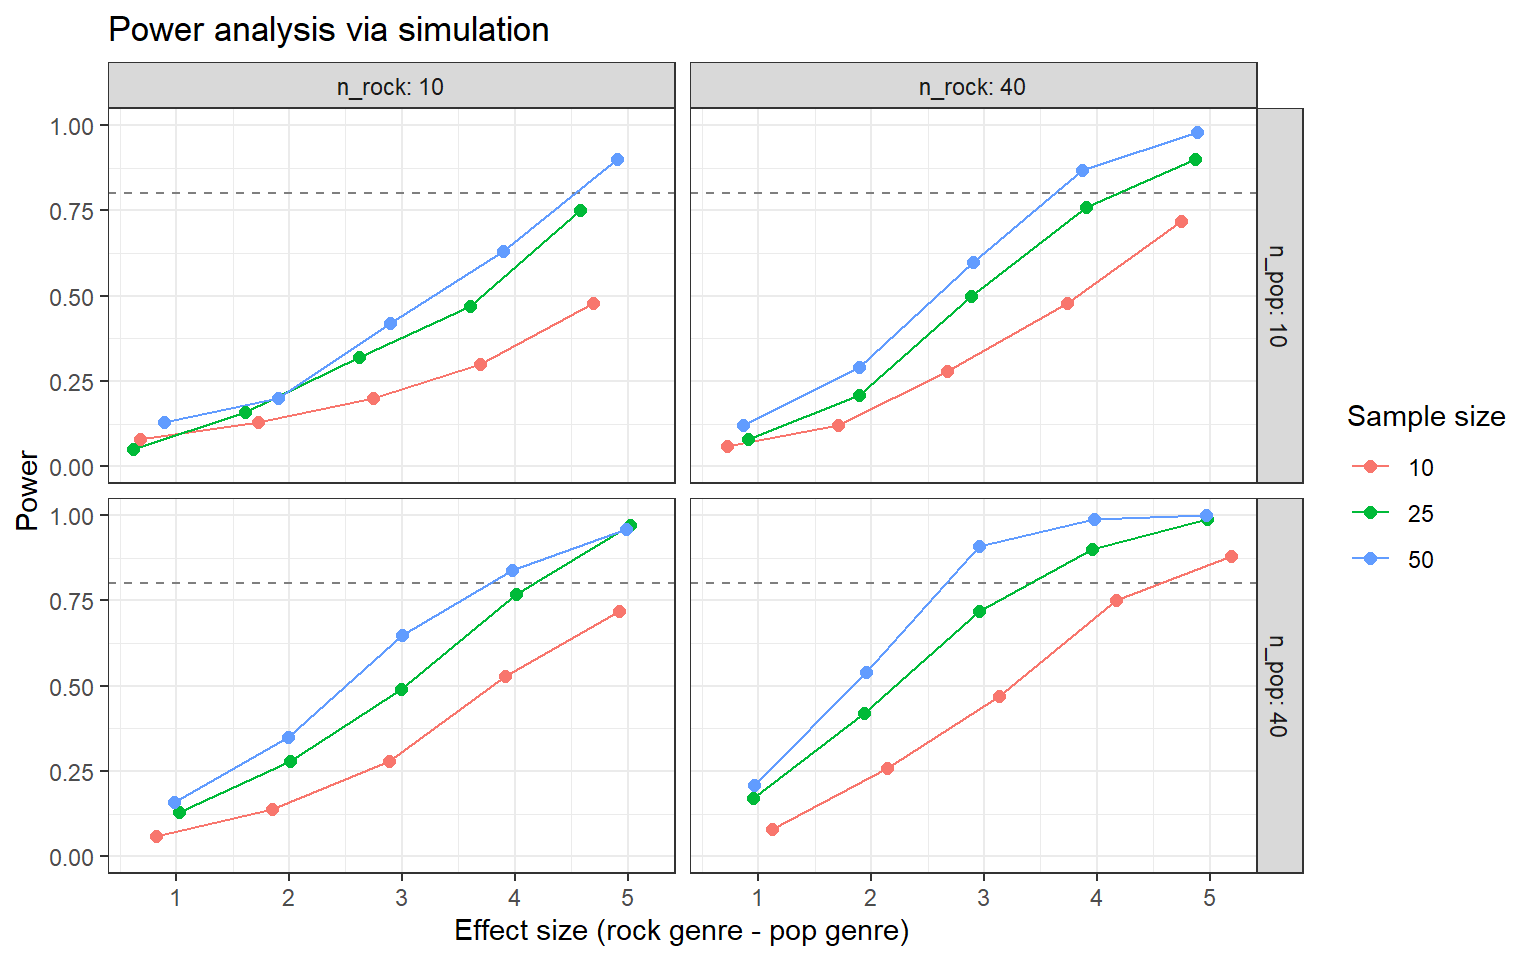 Power analysis via simulation
n_rock: 10
n_rock: 40
1.00
0.75
0.50
0.25
0.00
n_pop: 10
1.00
0.75
0.50
0.25
0.00
n_pop: 40
Power
1 2 3 4 5
1 2 3 4 5
Effect size (rock genre - pop genre)
Sample size
10
25
50